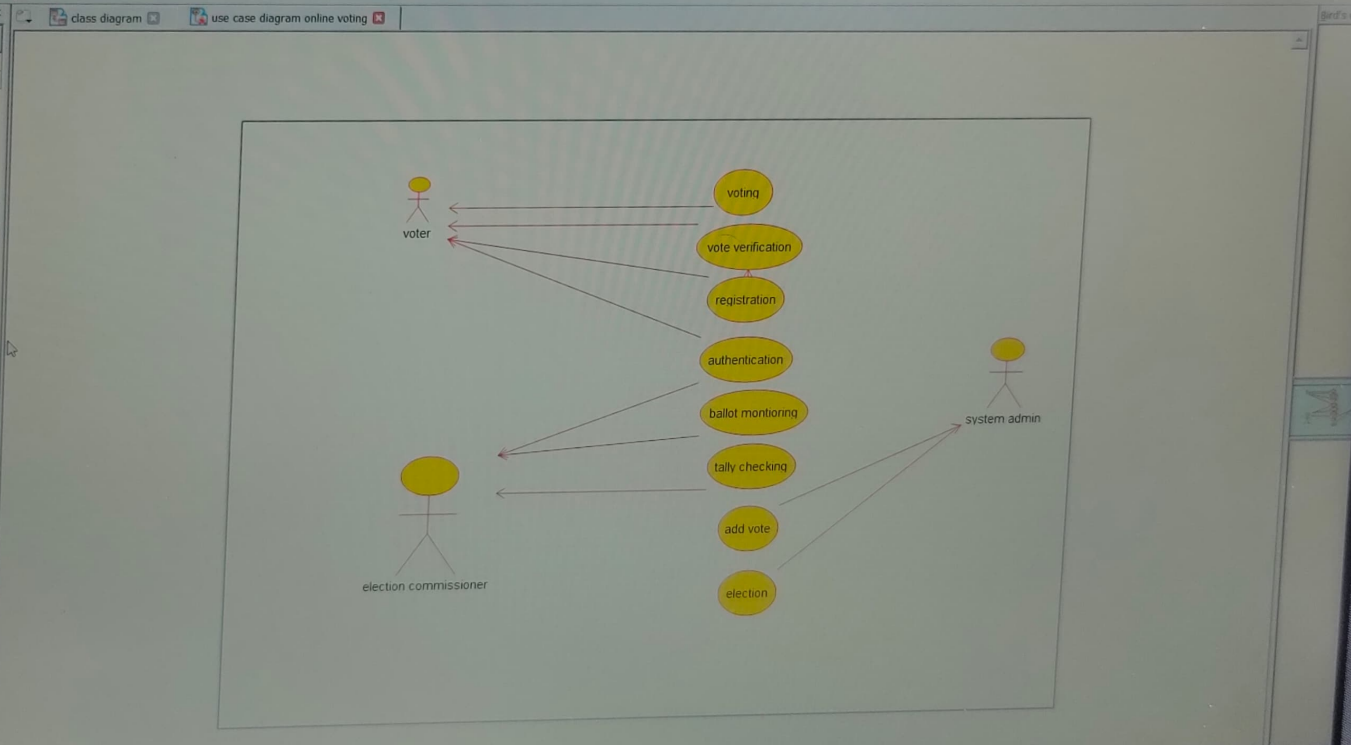 class diagram
use case diagram online voting
Bird's
voting
voter
vote verification
registration
authentication
system admin
ballot montioring
tally checking
add vote
election commissioner
election